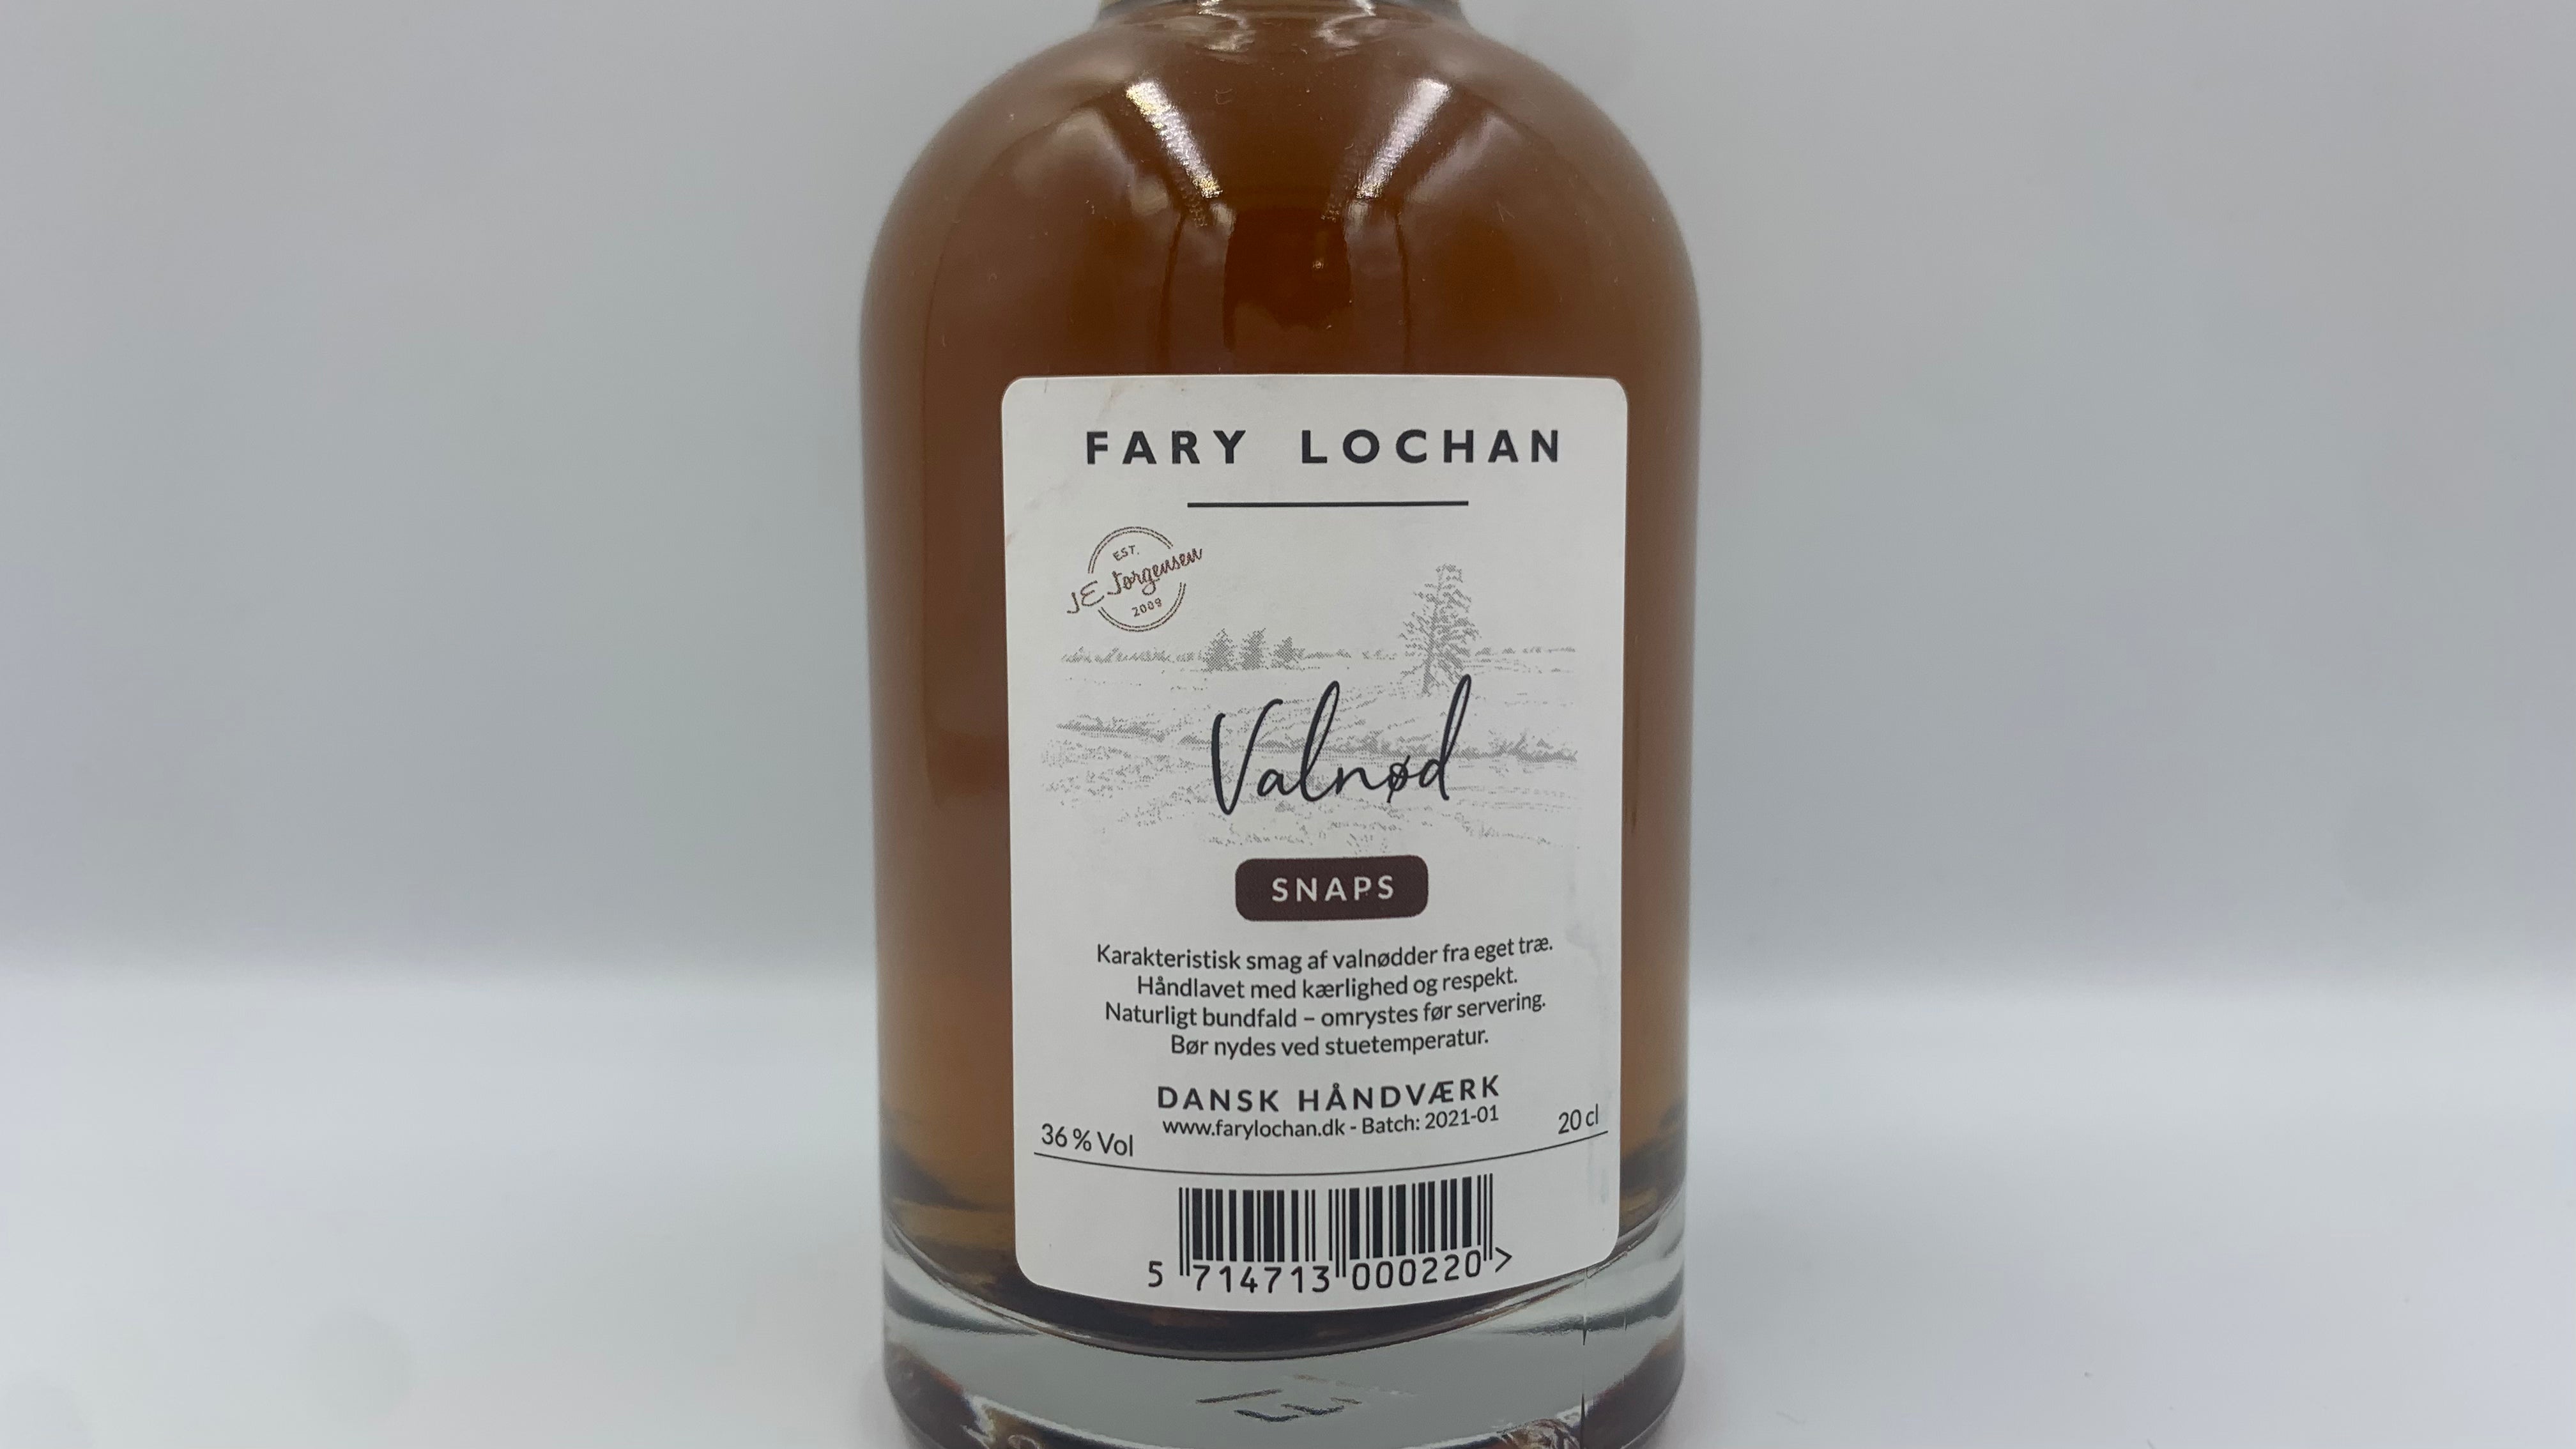 FARY LOCHAN
EST.
JE Jørgensen
2009
Valnød
SNAPS
Karakteristisk smag af valnødder fra eget træ.
Håndlavet med kærlighed og respekt.
Naturligt bundfald – omrystes før servering.
Bør nydes ved stuetemperatur.
DANSK HÅNDVÆRK
www.farylochan.dk - Batch: 2021-01
36 % Vol
20 cl
5 714713 000220 >